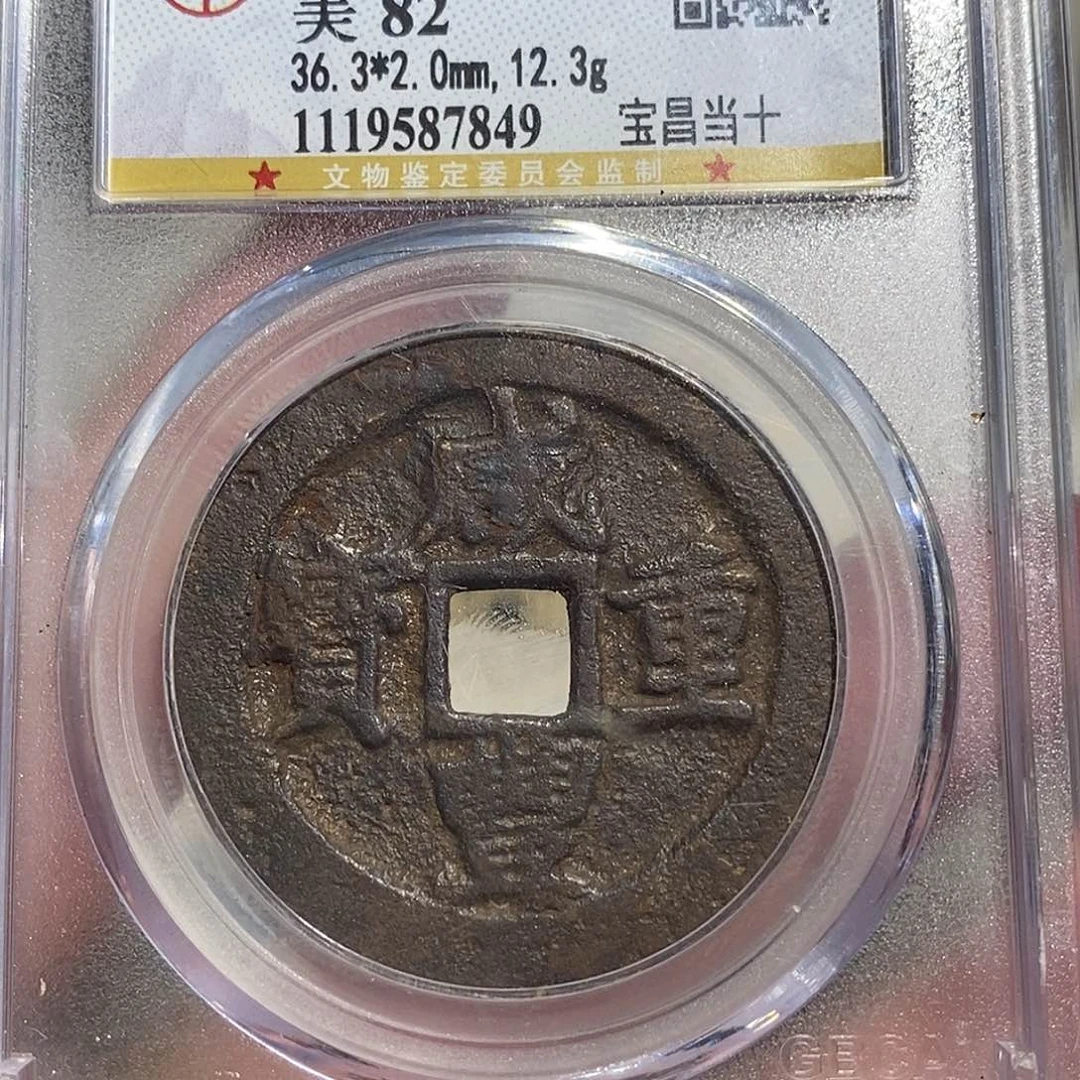 美 82
36.3*2.0mm, 12.3g
1119587849 宝昌当十
★ 文物鉴定委员会监制 ★
咸
寶 重
豐